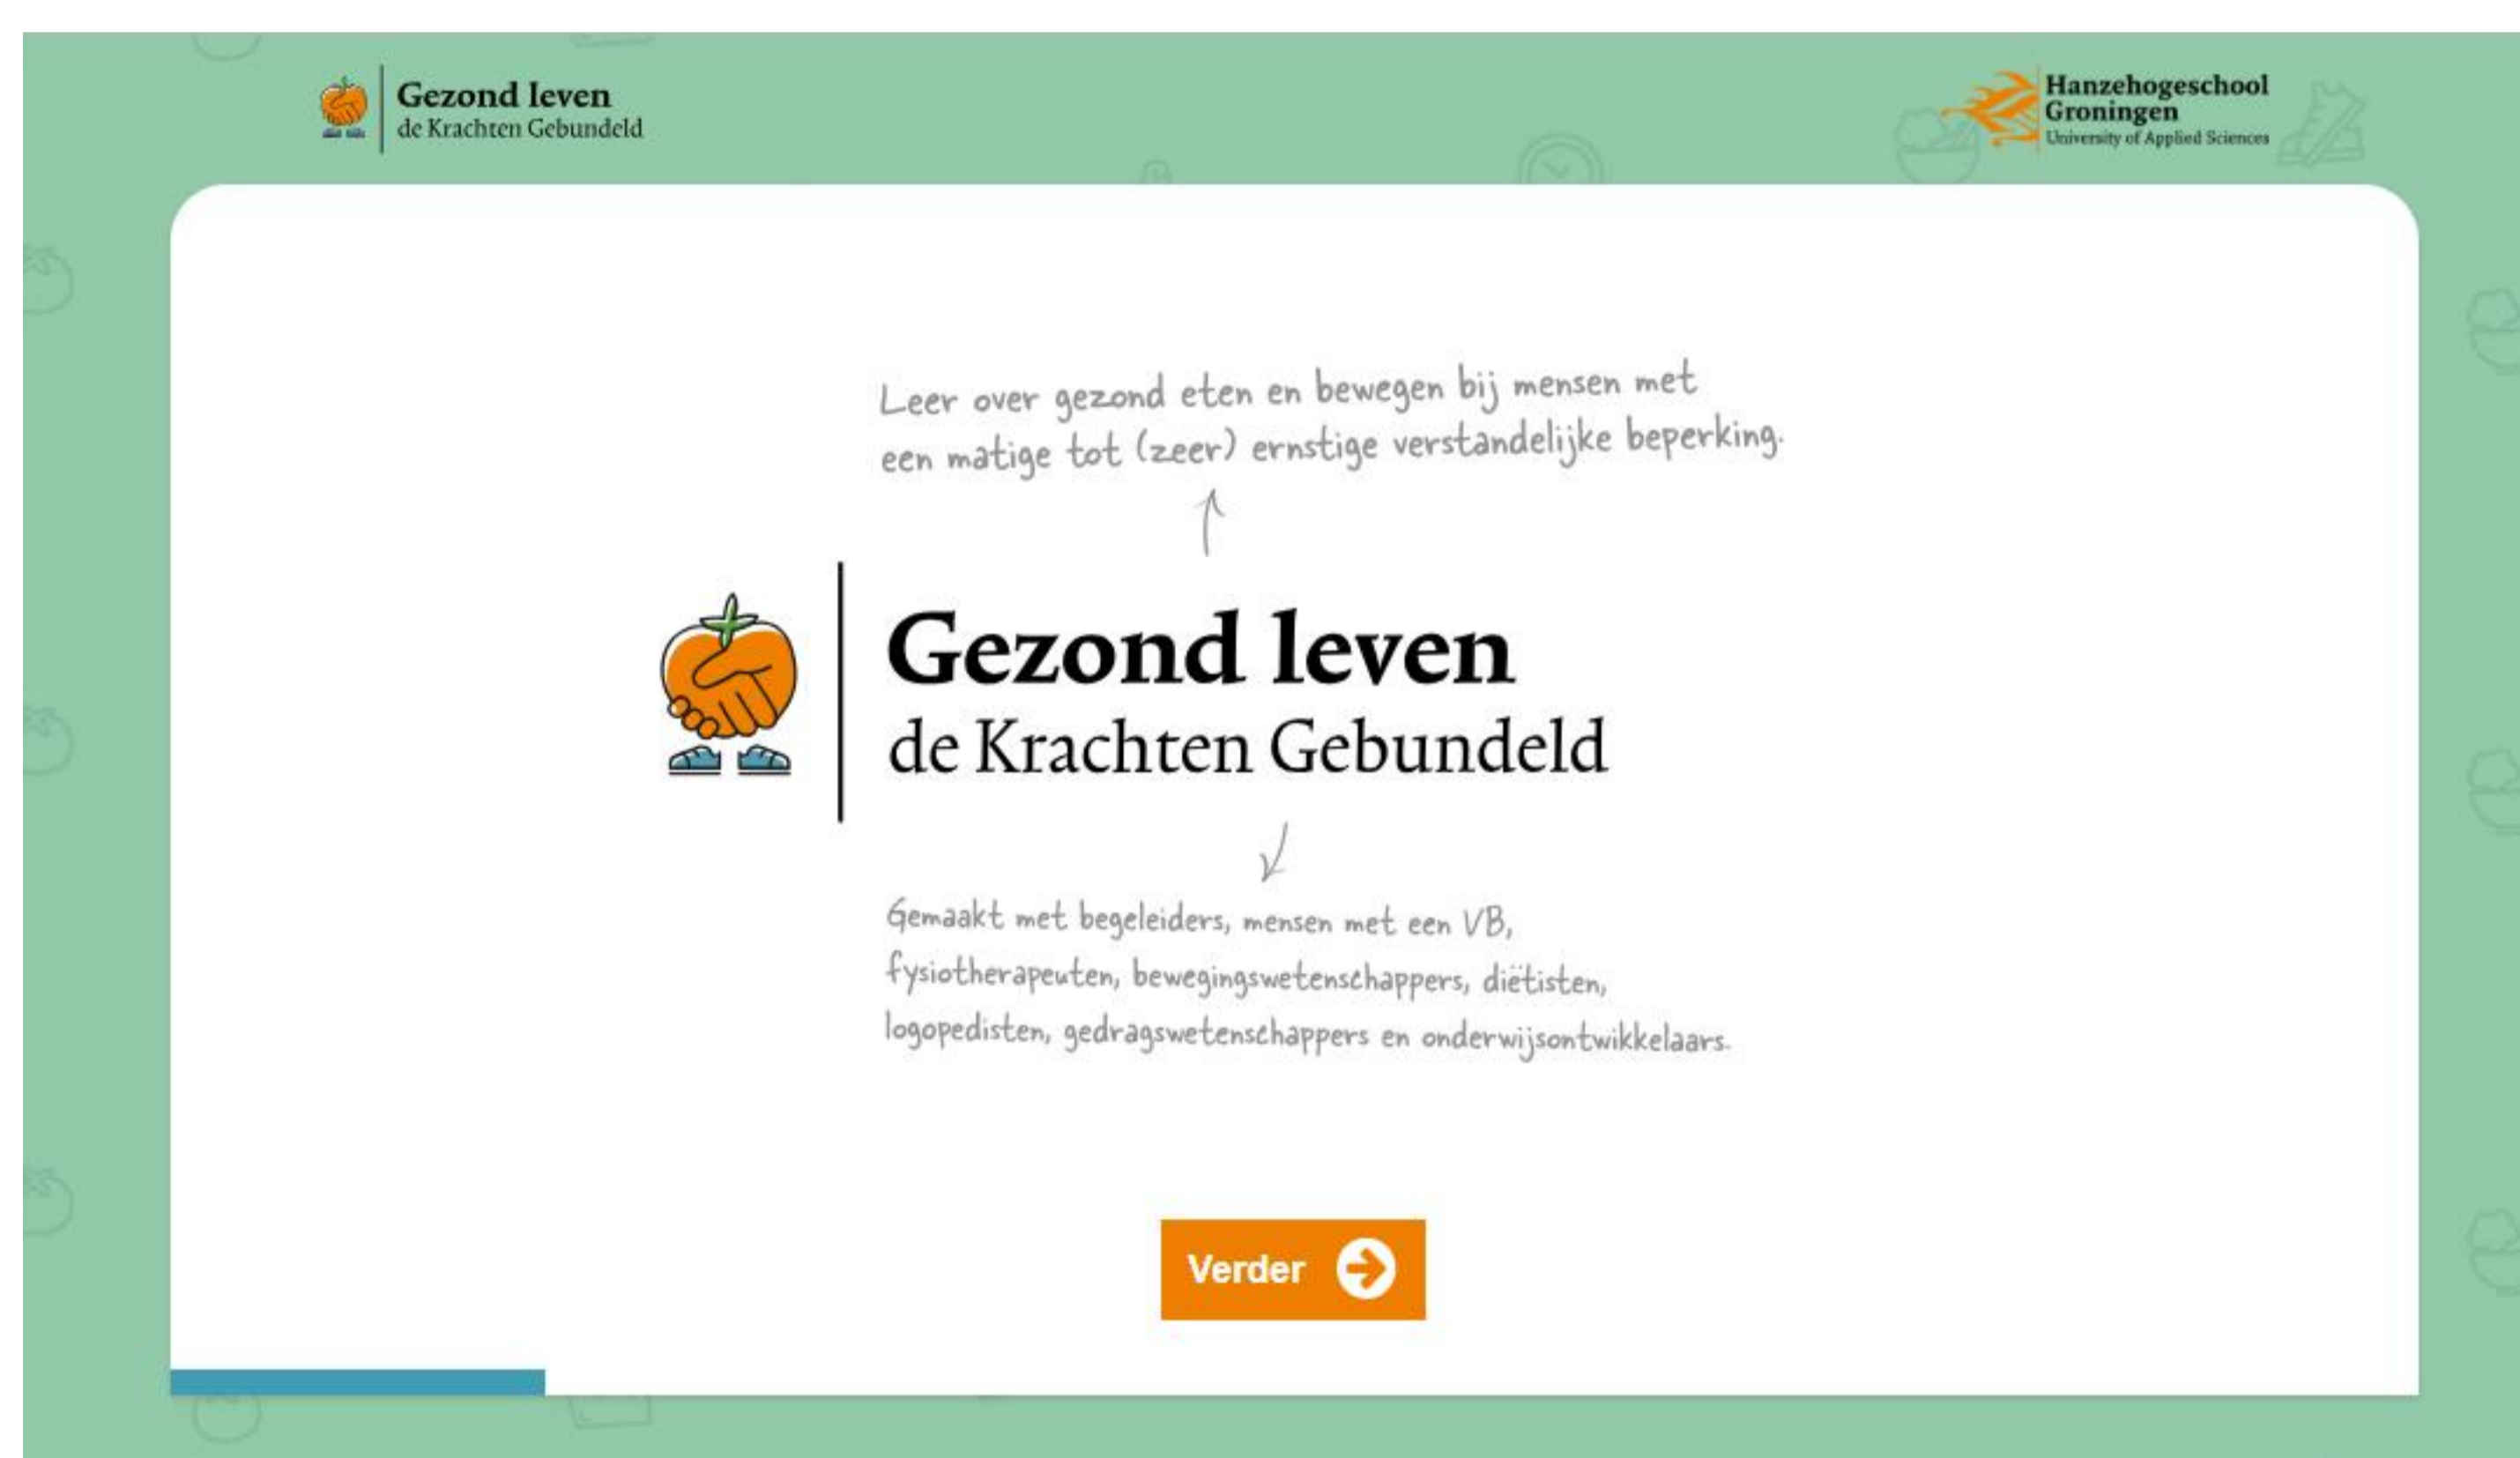 Gezond leven
de Krachten Gebundeld
Hanzehogeschool
Groningen
University of Applied Sciences
Leer over gezond eten en bewegen bij mensen met
een matige tot (zeer) ernstige verstandelijke beperking.
Gezond leven
de Krachten Gebundeld
Gemaakt met begeleiders, mensen met een VB,
fysiotherapeuten, bewegingswetenschappers, diëtisten,
logopedisten, gedragswetenschappers en onderwijsontwikkelaars.
Verder